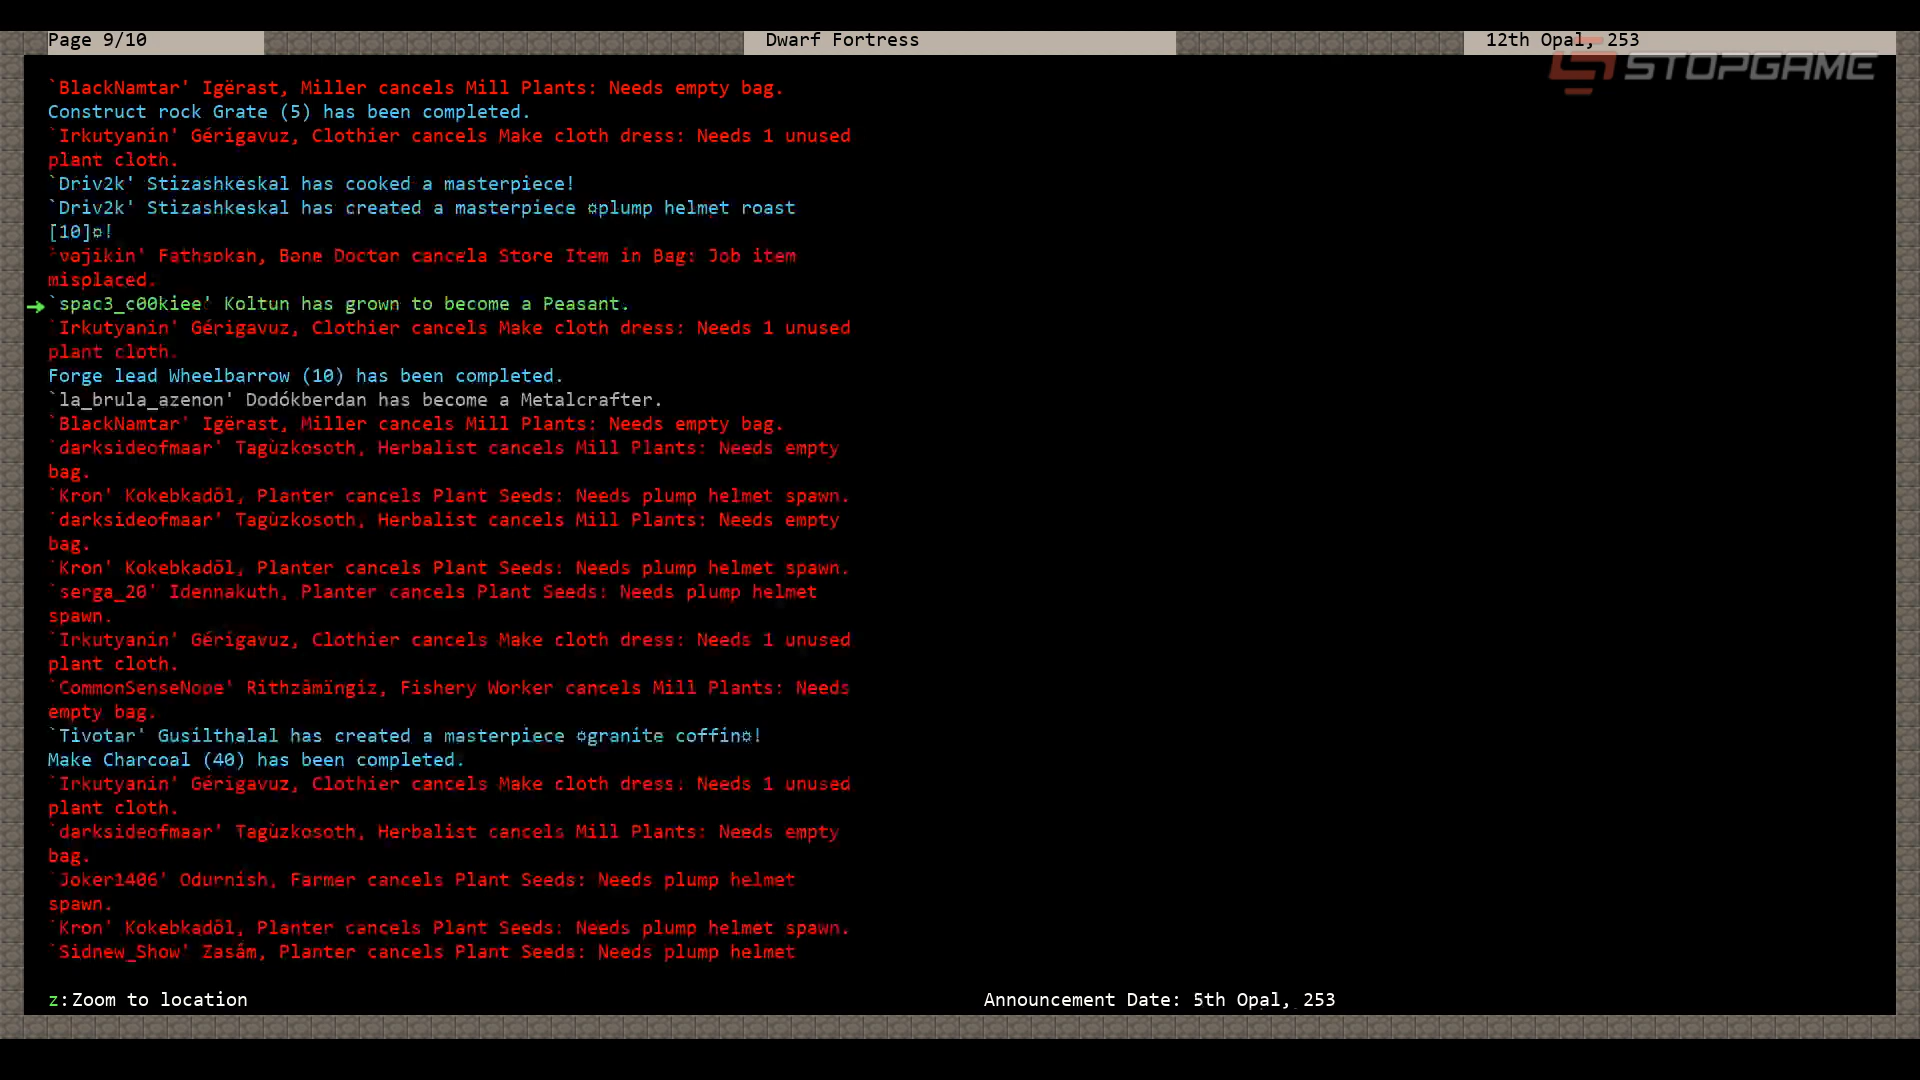 Page 9/10
Dwarf Fortress
12th Opal, 253
STOPGAME
`BlackNamtar' Igërast, Miller cancels Mill Plants: Needs empty bag.
Construct rock Grate (5) has been completed.
`Irkutyanin' Gérigavuz, Clothier cancels Make cloth dress: Needs 1 unused
plant cloth.
`Driv2k' Stizashkeskal has cooked a masterpiece!
`Driv2k' Stizashkeskal has created a masterpiece ☼plump helmet roast
[10]☼!
`vojikin' Fathsokan, Bone Doctor cancels Store Item in Bag: Job item
misplaced.
`spac3_c00kiee' Koltun has grown to become a Peasant.
`Irkutyanin' Gérigavuz, Clothier cancels Make cloth dress: Needs 1 unused
plant cloth.
Forge lead Wheelbarrow (10) has been completed.
`la_brula_azenon' Dodókberdan has become a Metalcrafter.
`BlackNamtar' Igërast, Miller cancels Mill Plants: Needs empty bag.
`darksideofmaar' Tagùzkosoth, Herbalist cancels Mill Plants: Needs empty
bag.
`Kron' Kokebkadôl, Planter cancels Plant Seeds: Needs plump helmet spawn.
`darksideofmaar' Tagùzkosoth, Herbalist cancels Mill Plants: Needs empty
bag.
`Kron' Kokebkadôl, Planter cancels Plant Seeds: Needs plump helmet spawn.
`serga_20' Idennakuth, Planter cancels Plant Seeds: Needs plump helmet
spawn.
`Irkutyanin' Gérigavuz, Clothier cancels Make cloth dress: Needs 1 unused
plant cloth.
`CommonSenseNope' Rithzãmïngiz, Fishery Worker cancels Mill Plants: Needs
empty bag.
`Tivotar' Gusilthalal has created a masterpiece ☼granite coffin☼!
Make Charcoal (40) has been completed.
`Irkutyanin' Gérigavuz, Clothier cancels Make cloth dress: Needs 1 unused
plant cloth.
`darksideofmaar' Tagùzkosoth, Herbalist cancels Mill Plants: Needs empty
bag.
`Joker1406' Odurnish, Farmer cancels Plant Seeds: Needs plump helmet
spawn.
`Kron' Kokebkadôl, Planter cancels Plant Seeds: Needs plump helmet spawn.
`Sidnew_Show' Zasâm, Planter cancels Plant Seeds: Needs plump helmet
z:Zoom to location
Announcement Date: 5th Opal, 253